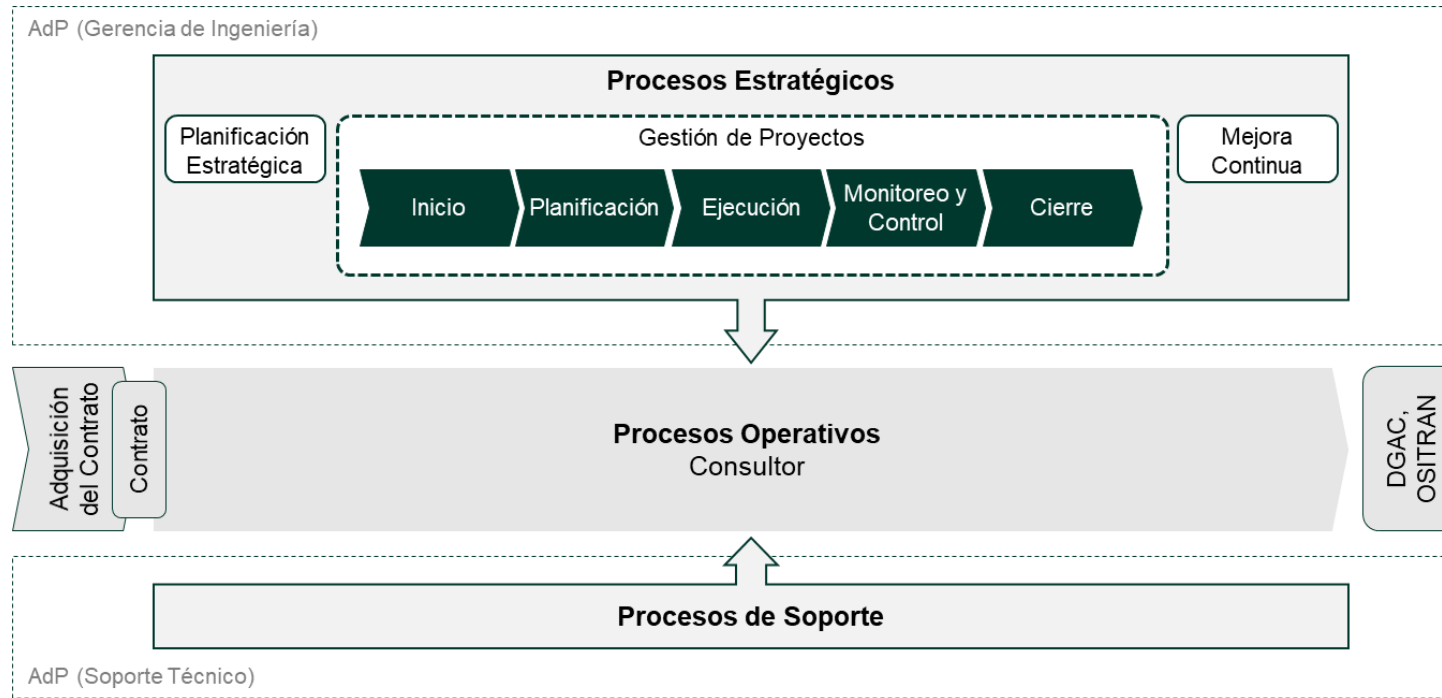 AdP (Gerencia de Ingeniería)
Procesos Estratégicos
Planificación
Estratégica
Gestión de Proyectos
Inicio
Planificación
Ejecución
Monitoreo y
Control
Cierre
Mejora
Continua
Adquisición
del Contrato
Contrato
Procesos Operativos
Consultor
DGAC,
OSITRAN
Procesos de Soporte
AdP (Soporte Técnico)